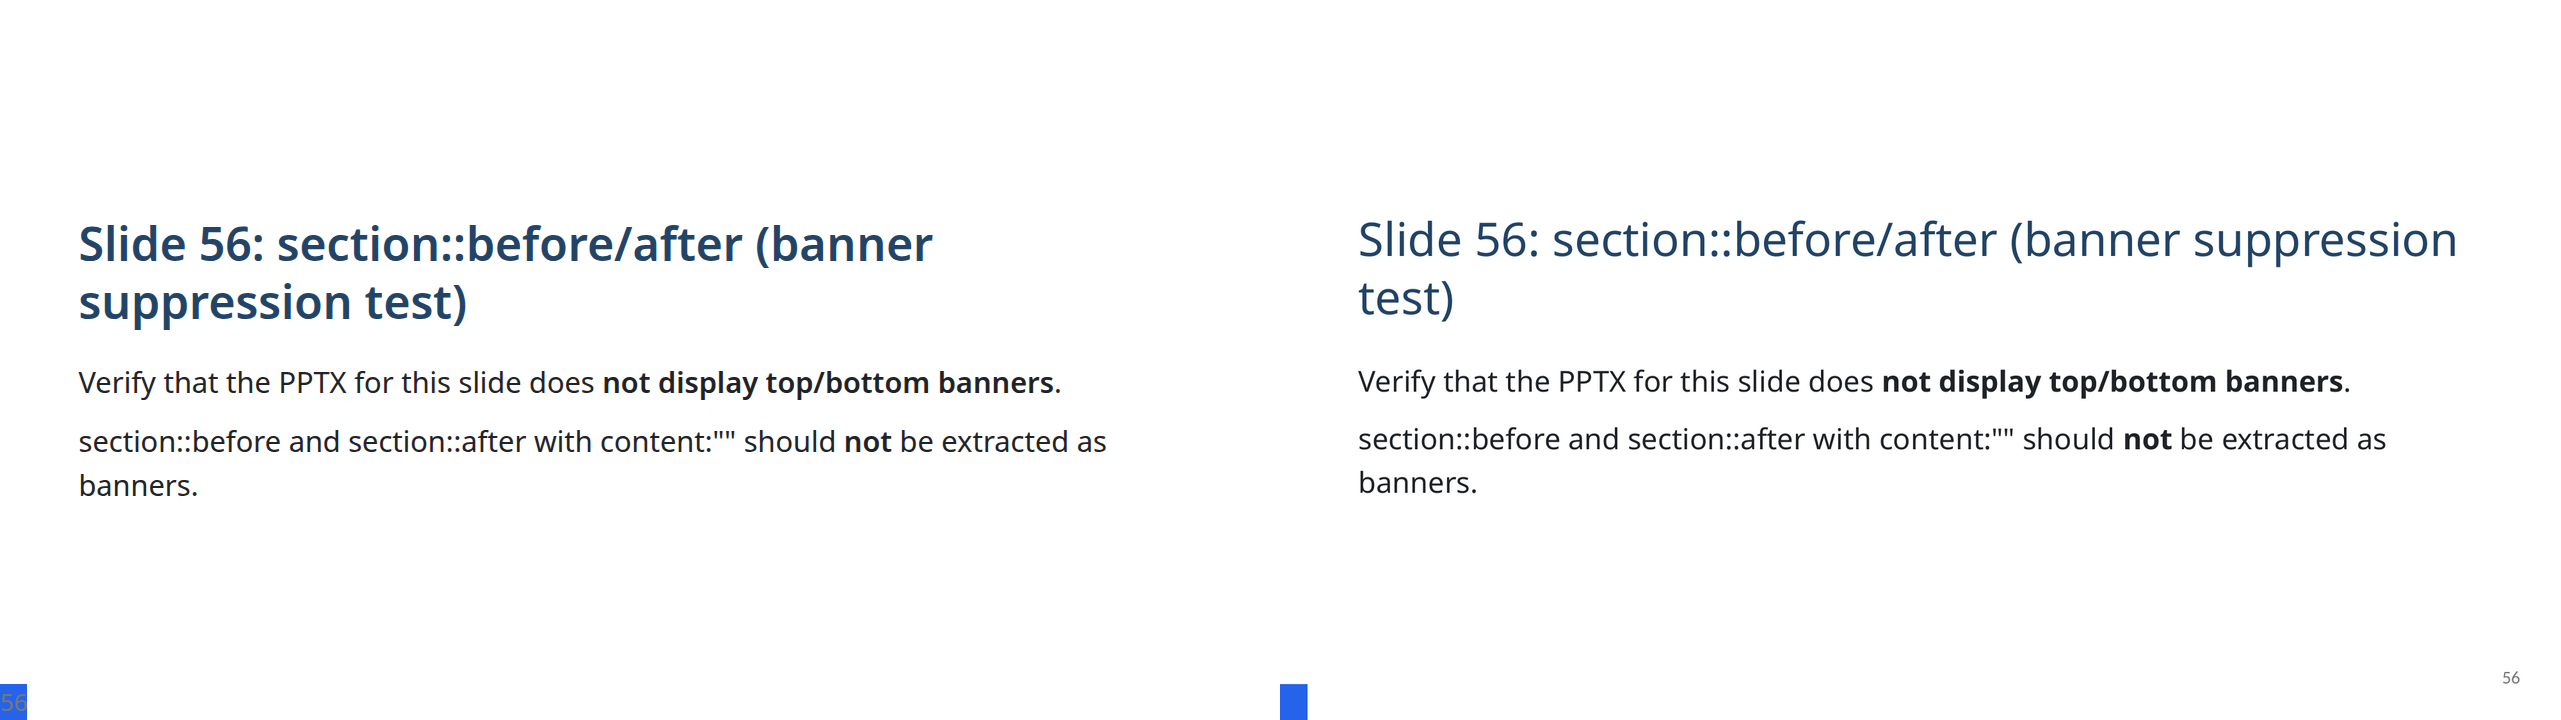 Slide 56: section::before/after (banner
suppression test)
Verify that the PPTX for this slide does not display top/bottom banners.
section::before and section::after with content:"" should not be extracted as
banners.
56
Slide 56: section::before/after (banner suppression
test)
Verify that the PPTX for this slide does not display top/bottom banners.
section::before and section::after with content:"" should not be extracted as
banners.
56